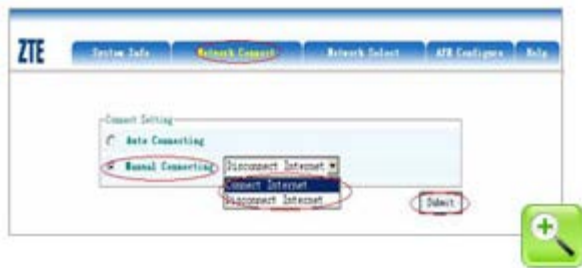 ZTE
System Info Network Connect Network Select APN Configure Help
Connect Setting
Auto Connecting
Manual Connecting Disconnect Internet
Connect Internet
Disconnect Internet
Submit